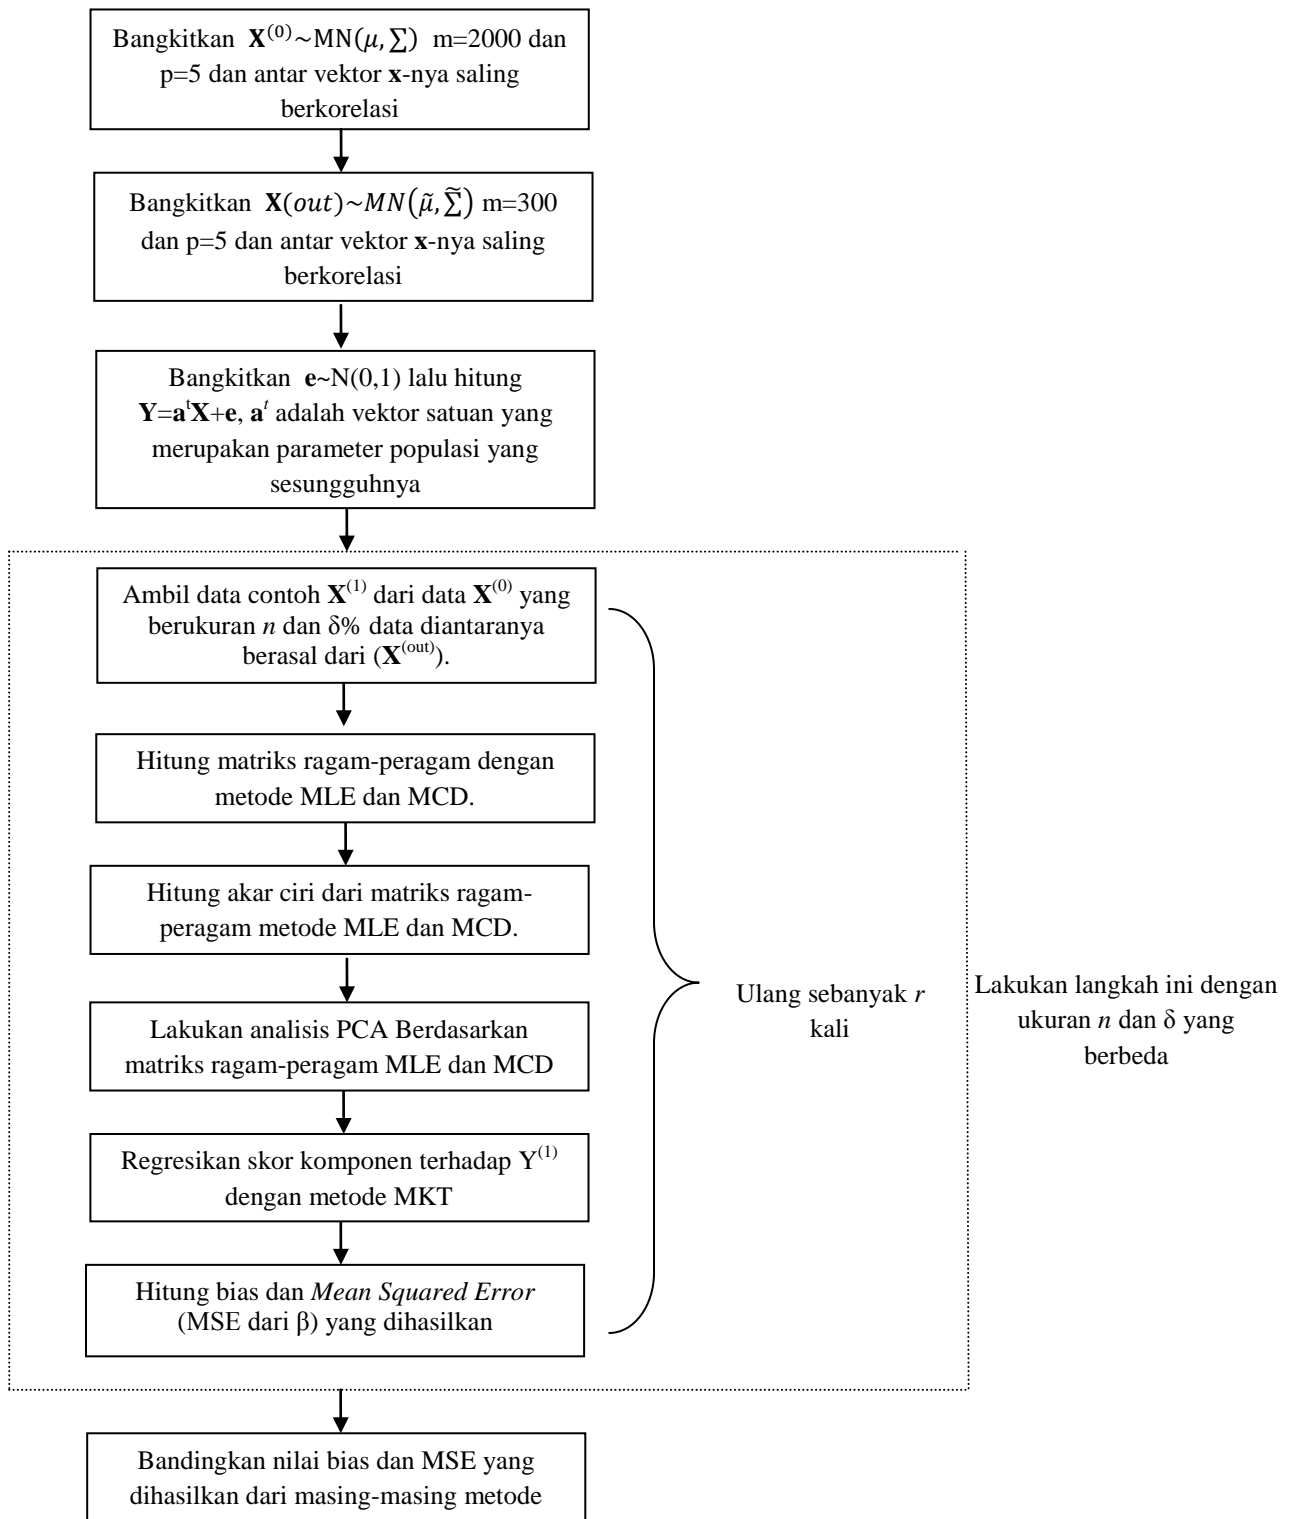 Bangkitkan X⁽⁰⁾~MN(μ, ∑) m=2000 dan
p=5 dan antar vektor x-nya saling
berkorelasi
Bangkitkan X(out)~MN(μ̃, ∑̃) m=300
dan p=5 dan antar vektor x-nya saling
berkorelasi
Bangkitkan e~N(0,1) lalu hitung
Y=aᵗX+e, aᵗ adalah vektor satuan yang
merupakan parameter populasi yang
sesungguhnya
Ambil data contoh X⁽¹⁾ dari data X⁽⁰⁾ yang
berukuran n dan δ% data diantaranya
berasal dari (X⁽ᵒᵘᵗ⁾).
Hitung matriks ragam-peragam dengan
metode MLE dan MCD.
Hitung akar ciri dari matriks ragam-
peragam metode MLE dan MCD.
Lakukan analisis PCA Berdasarkan
matriks ragam-peragam MLE dan MCD
Regresikan skor komponen terhadap Y⁽¹⁾
dengan metode MKT
Hitung bias dan Mean Squared Error
(MSE dari β) yang dihasilkan
Ulang sebanyak r
kali
Lakukan langkah ini dengan
ukuran n dan δ yang
berbeda
Bandingkan nilai bias dan MSE yang
dihasilkan dari masing-masing metode